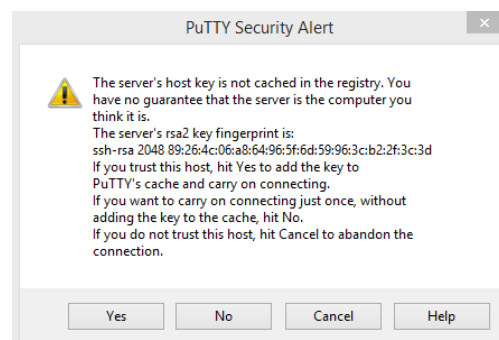 PuTTY Security Alert
The server's host key is not cached in the registry. You
have no guarantee that the server is the computer you
think it is.
The server's rsa2 key fingerprint is:
ssh-rsa 2048 89:26:4c:06:a8:64:96:5f:6d:59:96:3c:b2:2f:3c:3d
If you trust this host, hit Yes to add the key to
PuTTY's cache and carry on connecting.
If you want to carry on connecting just once, without
adding the key to the cache, hit No.
If you do not trust this host, hit Cancel to abandon the
connection.
Yes No Cancel Help